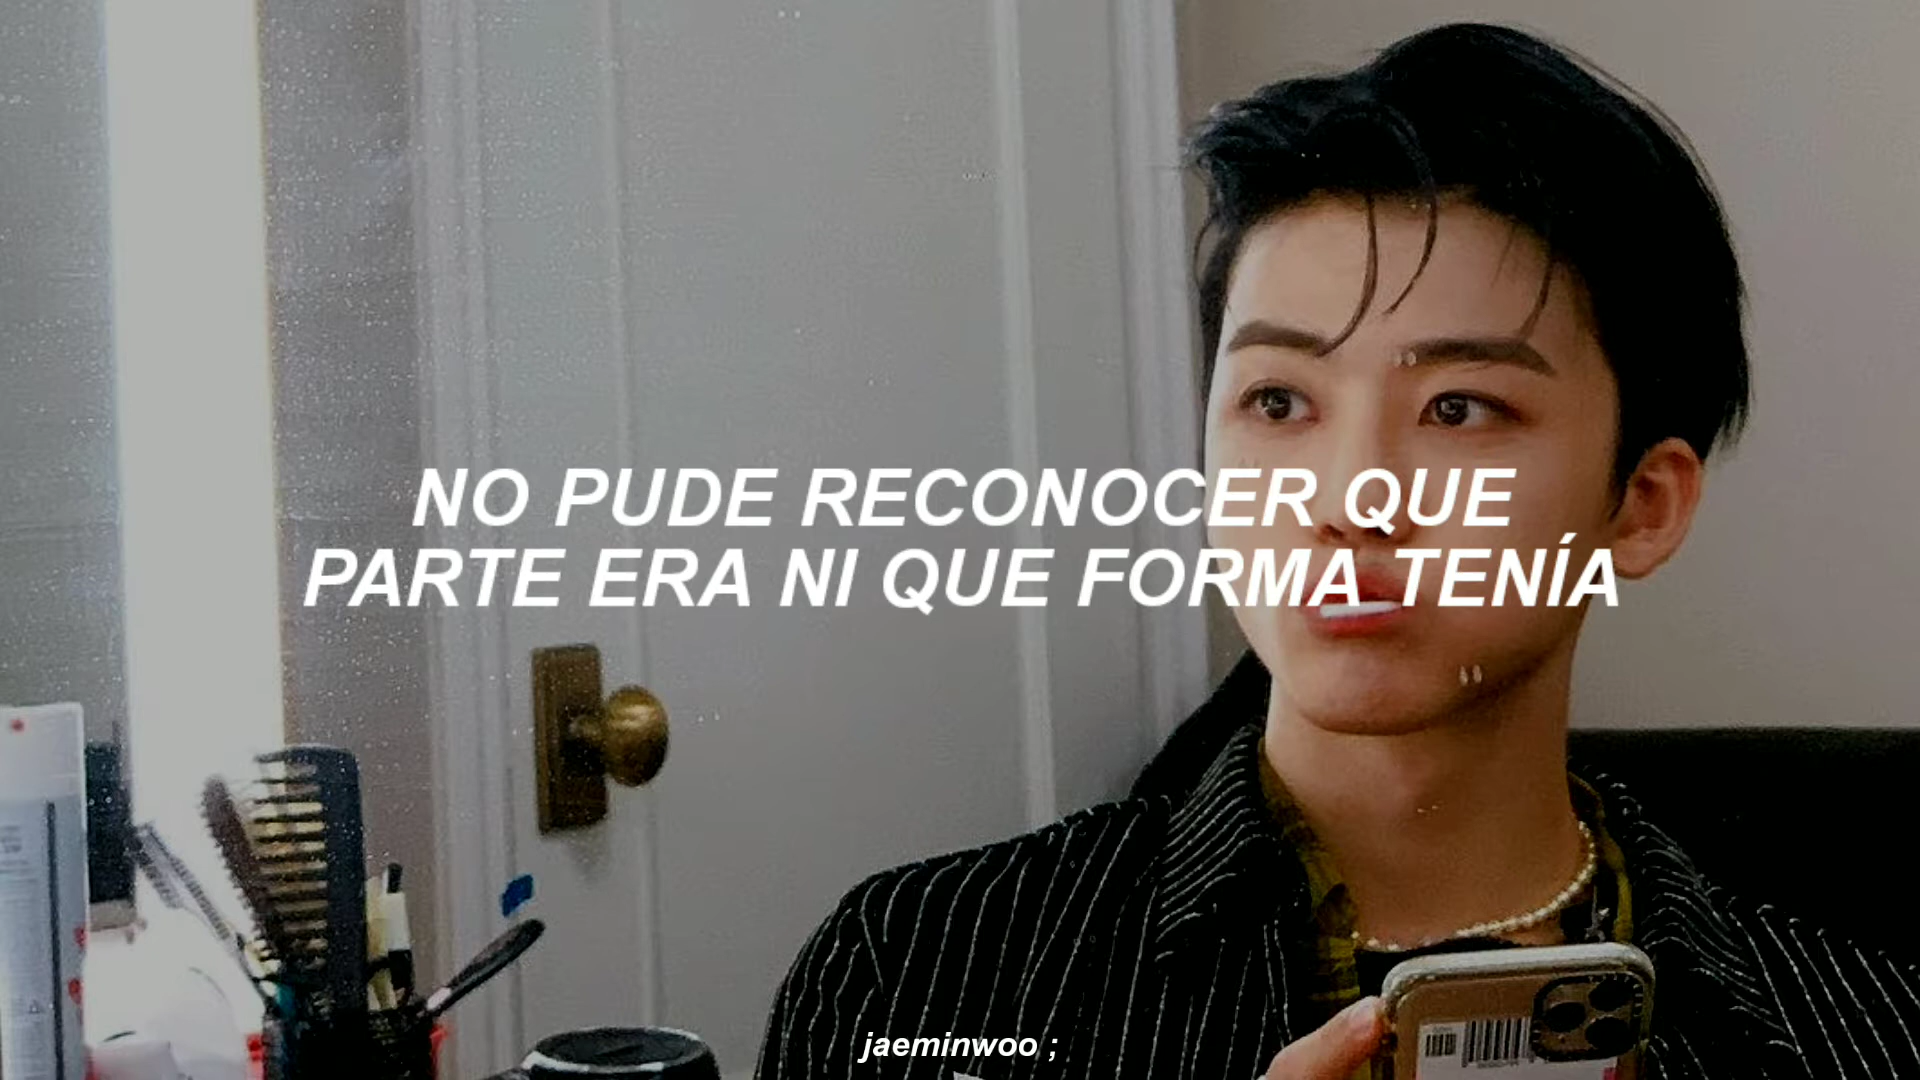 NO PUDE RECONOCER QUE
PARTE ERA NI QUE FORMA TENÍA
jaeminwoo ;